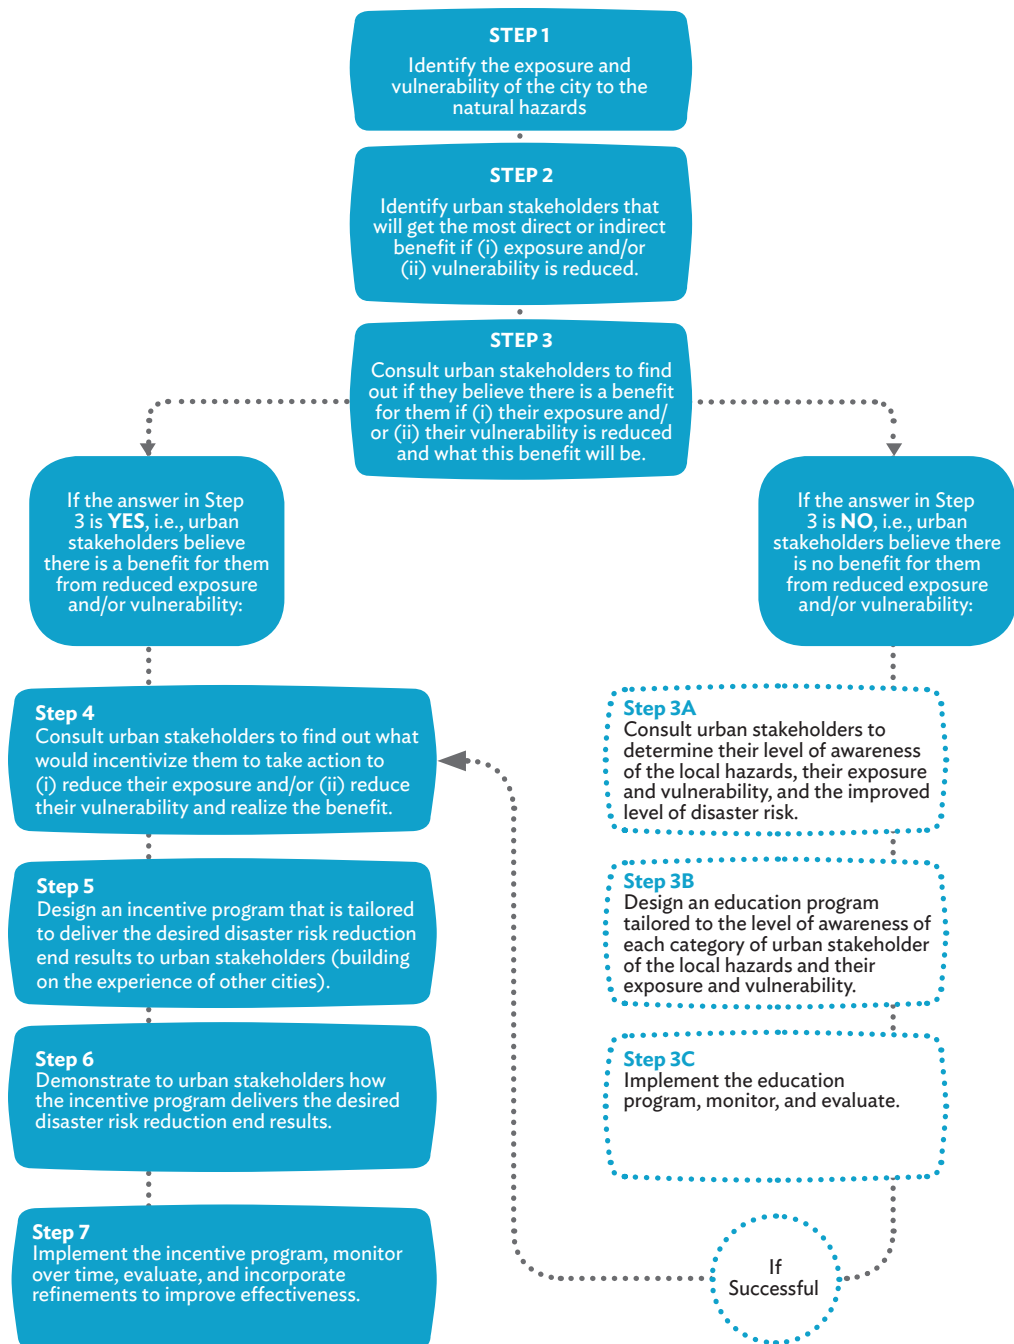 STEP 1
Identify the exposure and
vulnerability of the city to the
natural hazards
STEP 2
Identify urban stakeholders that
will get the most direct or indirect
benefit if (i) exposure and/or
(ii) vulnerability is reduced.
STEP 3
Consult urban stakeholders to find
out if they believe there is a benefit
for them if (i) their exposure and/
or (ii) their vulnerability is reduced
and what this benefit will be.
If the answer in Step
3 is YES, i.e., urban
stakeholders believe
there is a benefit for them
from reduced exposure
and/or vulnerability:
If the answer in Step
3 is NO, i.e., urban
stakeholders believe there
is no benefit for them
from reduced exposure
and/or vulnerability:
Step 4
Consult urban stakeholders to find out what
would incentivize them to take action to
(i) reduce their exposure and/or (ii) reduce
their vulnerability and realize the benefit.
Step 5
Design an incentive program that is tailored
to deliver the desired disaster risk reduction
end results to urban stakeholders (building
on the experience of other cities).
Step 6
Demonstrate to urban stakeholders how
the incentive program delivers the desired
disaster risk reduction end results.
Step 7
Implement the incentive program, monitor
over time, evaluate, and incorporate
refinements to improve effectiveness.
Step 3A
Consult urban stakeholders to
determine their level of awareness
of the local hazards, their exposure
and vulnerability, and the improved
level of disaster risk.
Step 3B
Design an education program
tailored to the level of awareness of
each category of urban stakeholder
of the local hazards and their
exposure and vulnerability.
Step 3C
Implement the education
program, monitor, and evaluate.
If
Successful